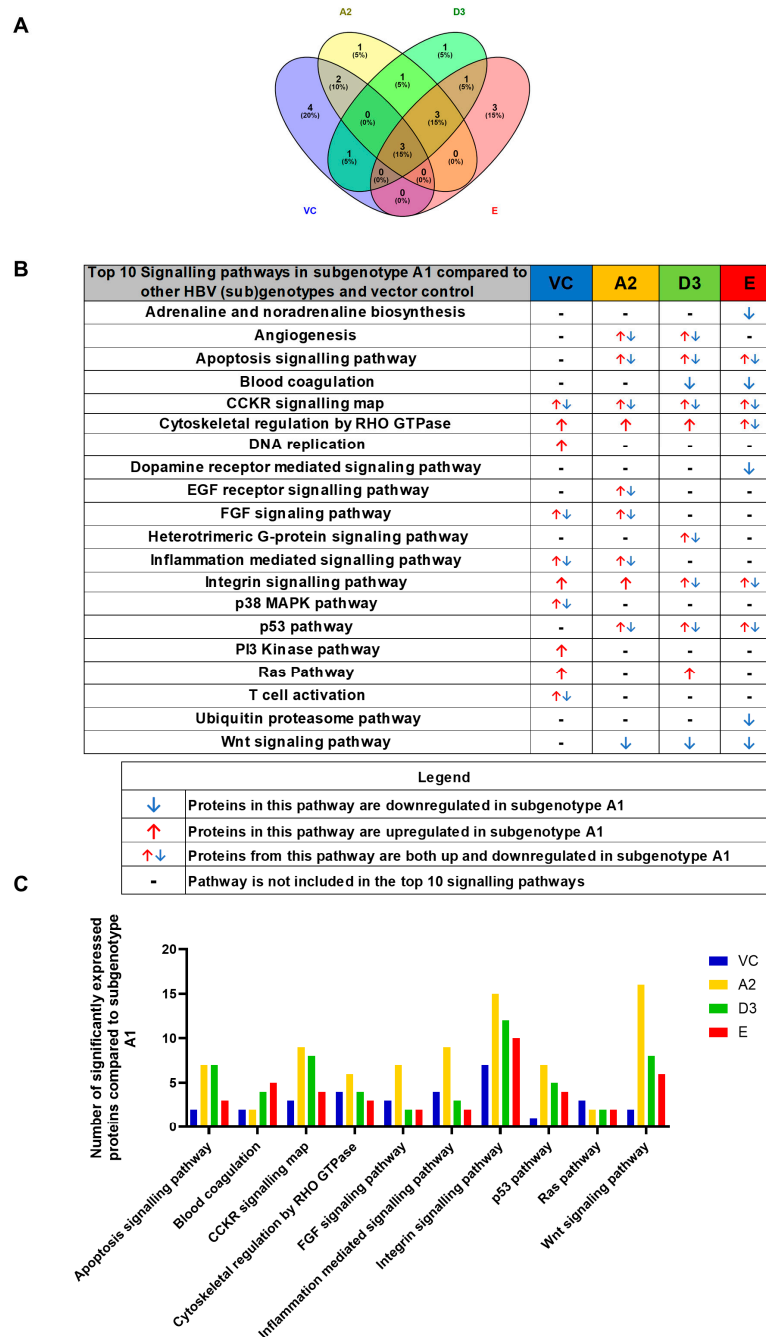 A
A2
D3
1
(5%)
1
(5%)
2
(10%)
1
(5%)
1
(5%)
4
(20%)
0
(0%)
3
(15%)
3
(15%)
1
(5%)
3
(15%)
0
(0%)
0
(0%)
0
(0%)
0
(0%)
VC
E
B
Top 10 Signalling pathways in subgenotype A1 compared to other HBV (sub)genotypes and vector control VC A2 D3 E
Adrenaline and noradrenaline biosynthesis - - - ↓
Angiogenesis - ↑↓ ↑↓ -
Apoptosis signalling pathway - ↑↓ ↑↓ ↑↓
Blood coagulation - - ↓ ↓
CCKR signalling map ↑↓ ↑↓ ↑↓ ↑↓
Cytoskeletal regulation by RHO GTPase ↑ ↑ ↑ ↑↓
DNA replication ↑ - - -
Dopamine receptor mediated signaling pathway - - - ↓
EGF receptor signalling pathway - ↑↓ - -
FGF signaling pathway ↑↓ ↑↓ - -
Heterotrimeric G-protein signaling pathway - - ↑↓ -
Inflammation mediated signalling pathway ↑↓ ↑↓ - -
Integrin signalling pathway ↑ ↑ ↑↓ ↑↓
p38 MAPK pathway ↑↓ - - -
p53 pathway - ↑↓ ↑↓ ↑↓
PI3 Kinase pathway ↑ - - -
Ras Pathway ↑ - ↑ -
T cell activation ↑↓ - - -
Ubiquitin proteasome pathway - - - ↓
Wnt signaling pathway - ↓ ↓ ↓
Legend
↓ Proteins in this pathway are downregulated in subgenotype A1
↑ Proteins in this pathway are upregulated in subgenotype A1
↑↓ Proteins from this pathway are both up and downregulated in subgenotype A1
- Pathway is not included in the top 10 signalling pathways
C
Number of significantly expressed
proteins compared to subgenotype
A1
20
15
10
5
0
VC
A2
D3
E
Apoptosis signalling pathway
Blood coagulation
CCKR signalling map
Cytoskeletal regulation by RHO GTPase
FGF signaling pathway
Inflammation mediated signalling pathway
Integrin signalling pathway
p53 pathway
Ras pathway
Wnt signaling pathway